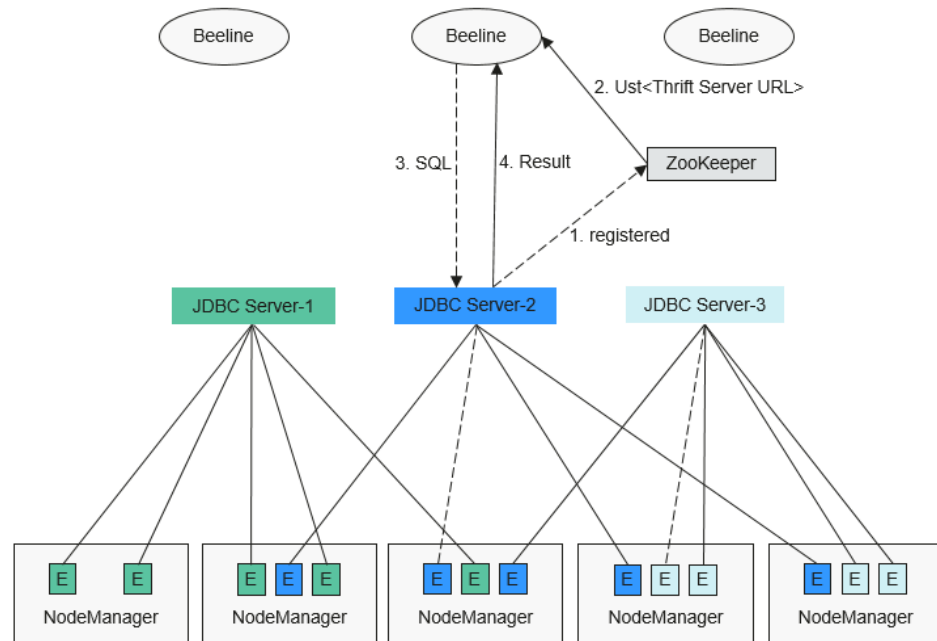 Beeline
Beeline
Beeline
2. Ust<Thrift Server URL>
3. SQL
4. Result
ZooKeeper
1. registered
JDBC Server-1
JDBC Server-2
JDBC Server-3
E
E
E
E
E
E
E
E
E
E
E
E
E
E
NodeManager
NodeManager
NodeManager
NodeManager
NodeManager